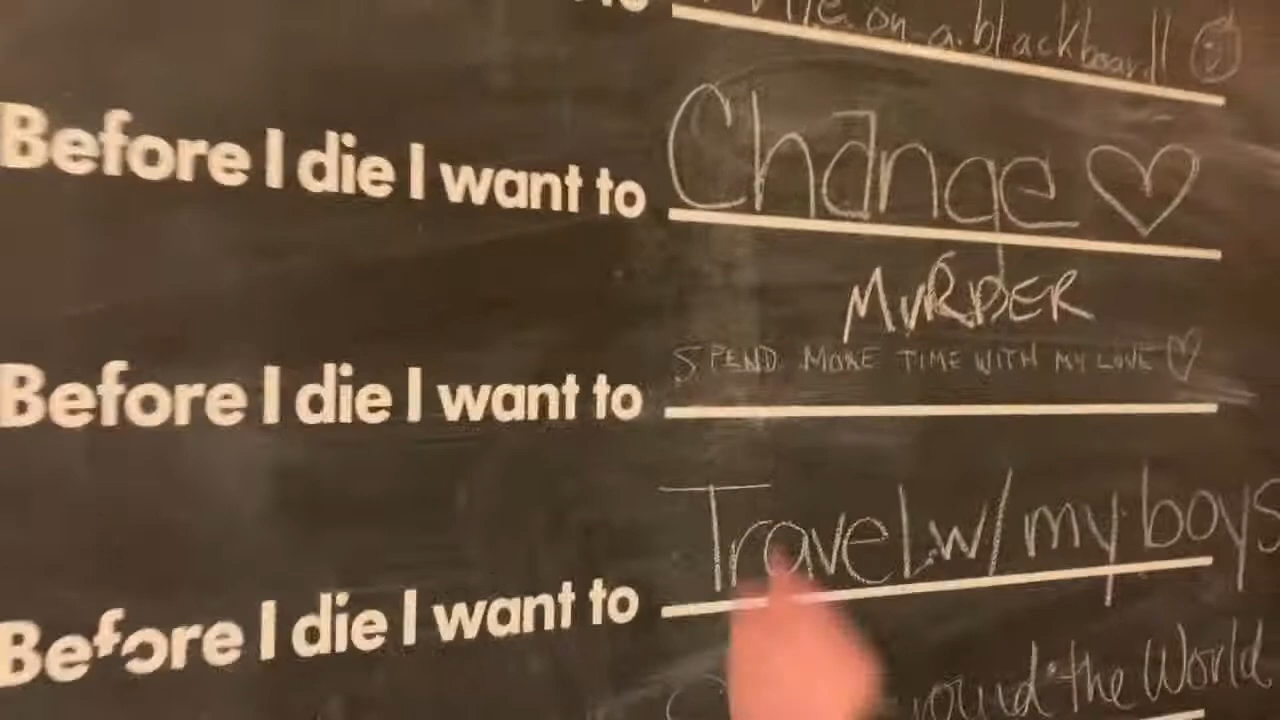 on a blackboard
Before I die I want to Change
MURDER
SPEND MORE TIME WITH MY LOVE
Before I die I want to
Before I die I want to Travel w/ my boys
round the World